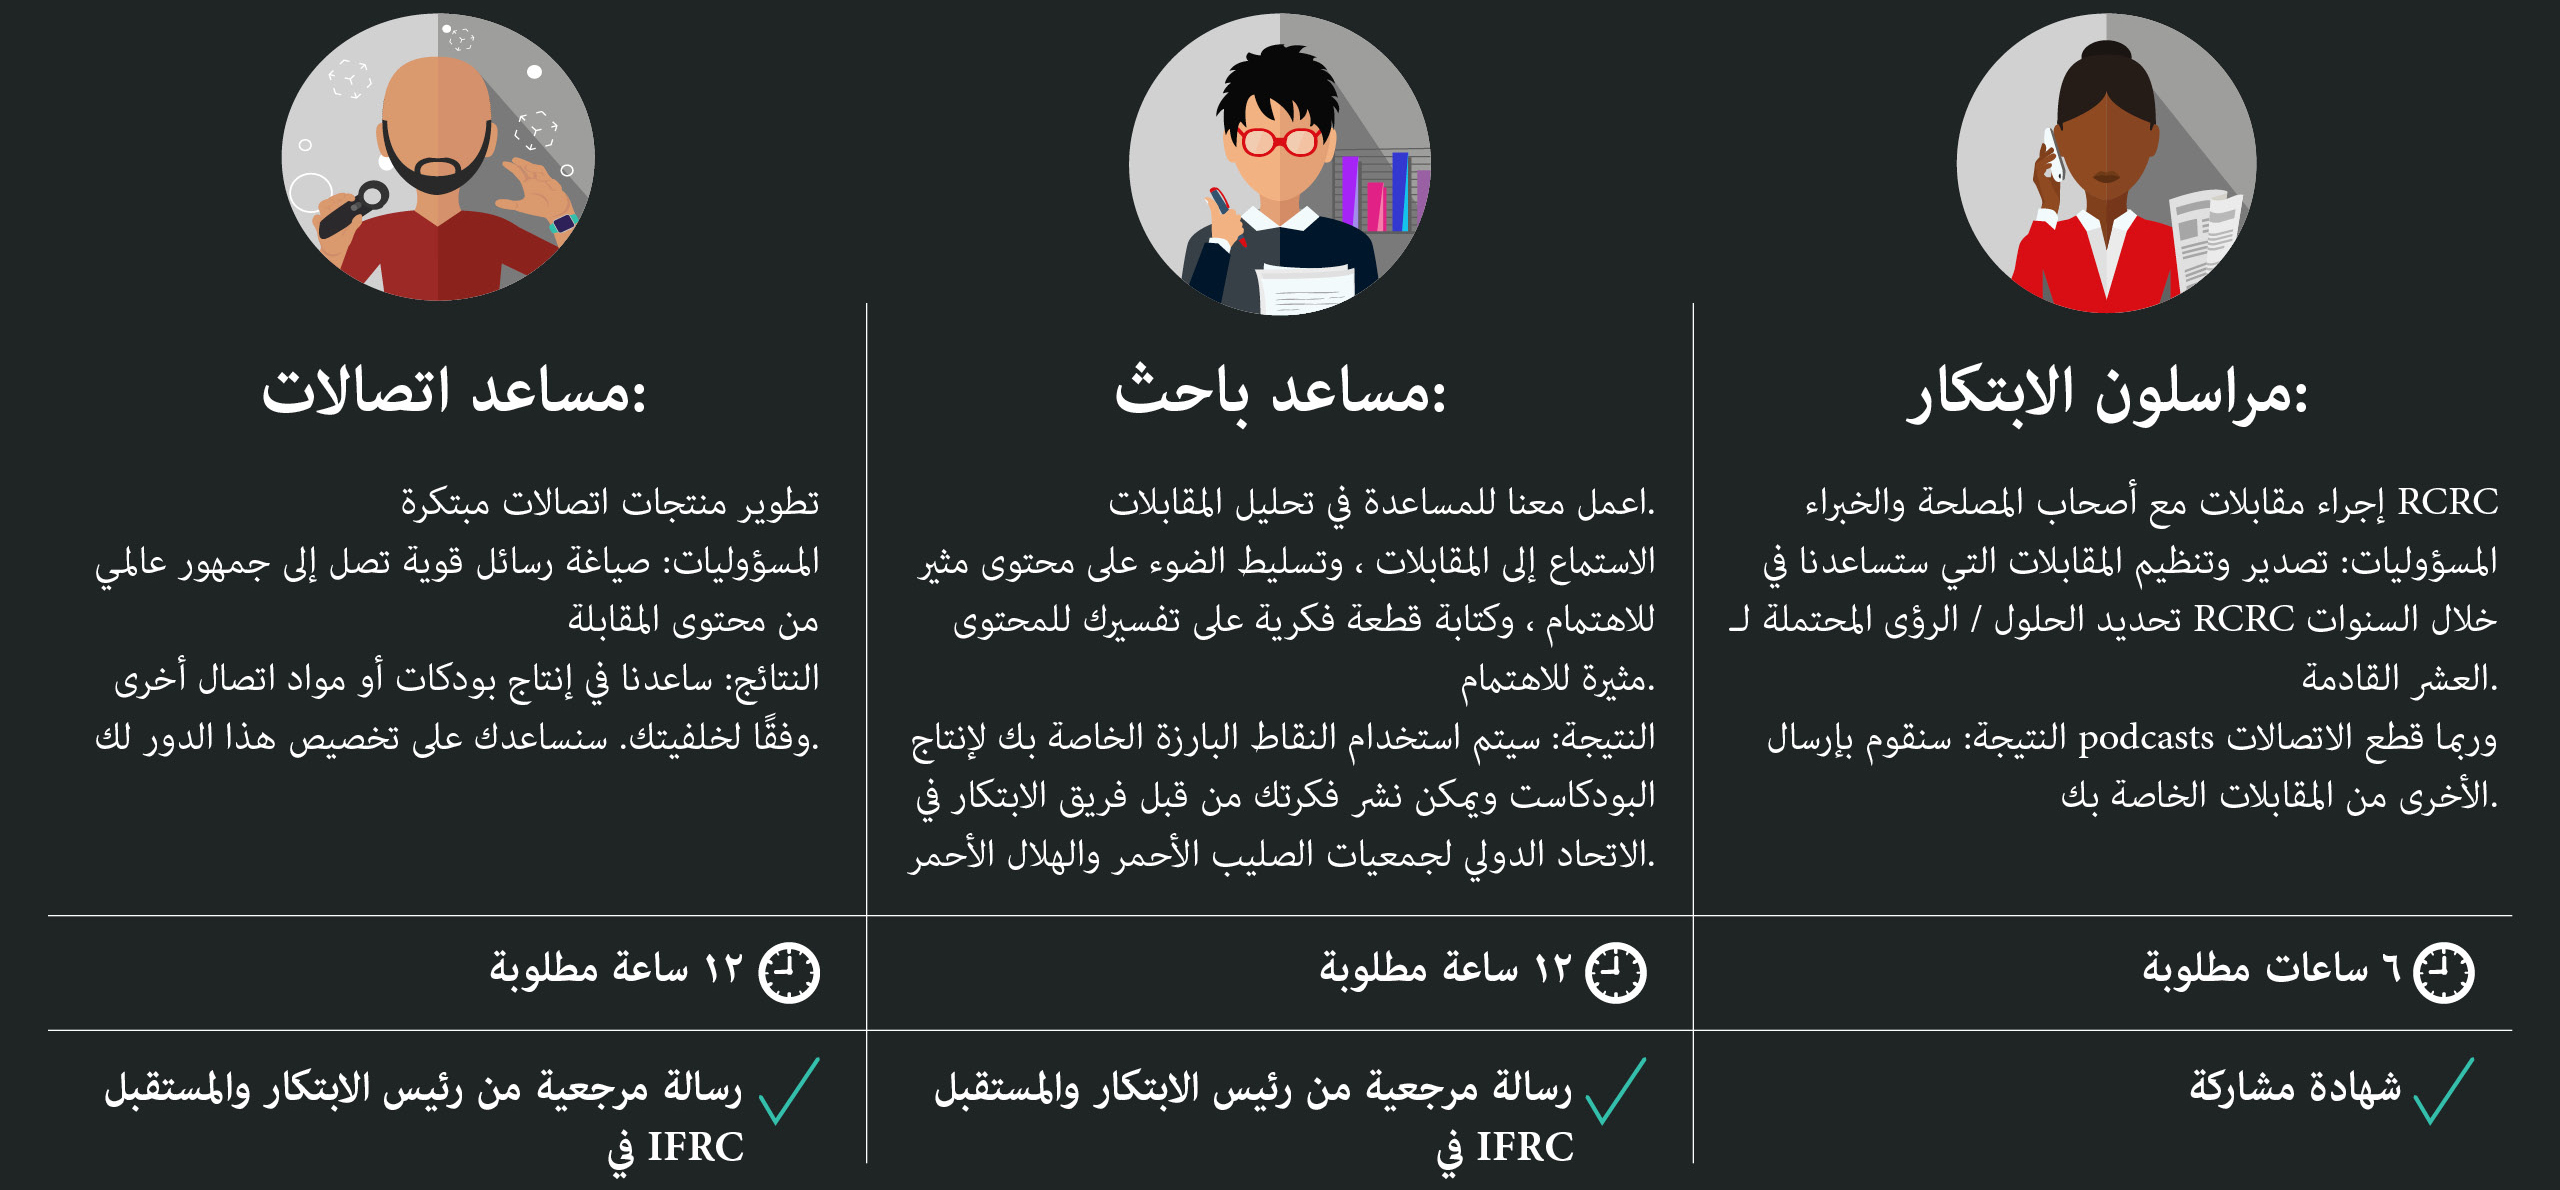 مراسلون الابتكار:
RCRC إجراء مقابلات مع أصحاب المصلحة والخبراء
المسؤوليات: تصدير وتنظيم المقابلات التي ستساعدنا في
خلال السنوات RCRC تحديد الحلول / الرؤى المحتملة لـ
.العشر القادمة
وربما قطع الاتصالات podcasts النتيجة: سنقوم بإرسال
.الأخرى من المقابلات الخاصة بك
٦ ساعات مطلوبة
شهادة مشاركة
مساعد باحث:
.اعمل معنا للمساعدة في تحليل المقابلات
الاستماع إلى المقابلات ، وتسليط الضوء على محتوى مثير
للاهتمام ، وكتابة قطعة فكرية على تفسيرك للمحتوى
.مثيرة للاهتمام
النتيجة: سيتم استخدام النقاط البارزة الخاصة بك لإنتاج
البودكاست ويمكن نشر فكرتك من قبل فريق الابتكار في
.الاتحاد الدولي لجمعيات الصليب الأحمر والهلال الأحمر
١٢ ساعة مطلوبة
رسالة مرجعية من رئيس الابتكار والمستقبل
IFRC في
مساعد اتصالات:
تطوير منتجات اتصالات مبتكرة
المسؤوليات: صياغة رسائل قوية تصل إلى جمهور عالمي
من محتوى المقابلة
النتائج: ساعدنا في إنتاج بودكات أو مواد اتصال أخرى
.وفقًا لخلفيتك. سنساعدك على تخصيص هذا الدور لك
١٢ ساعة مطلوبة
رسالة مرجعية من رئيس الابتكار والمستقبل
IFRC في